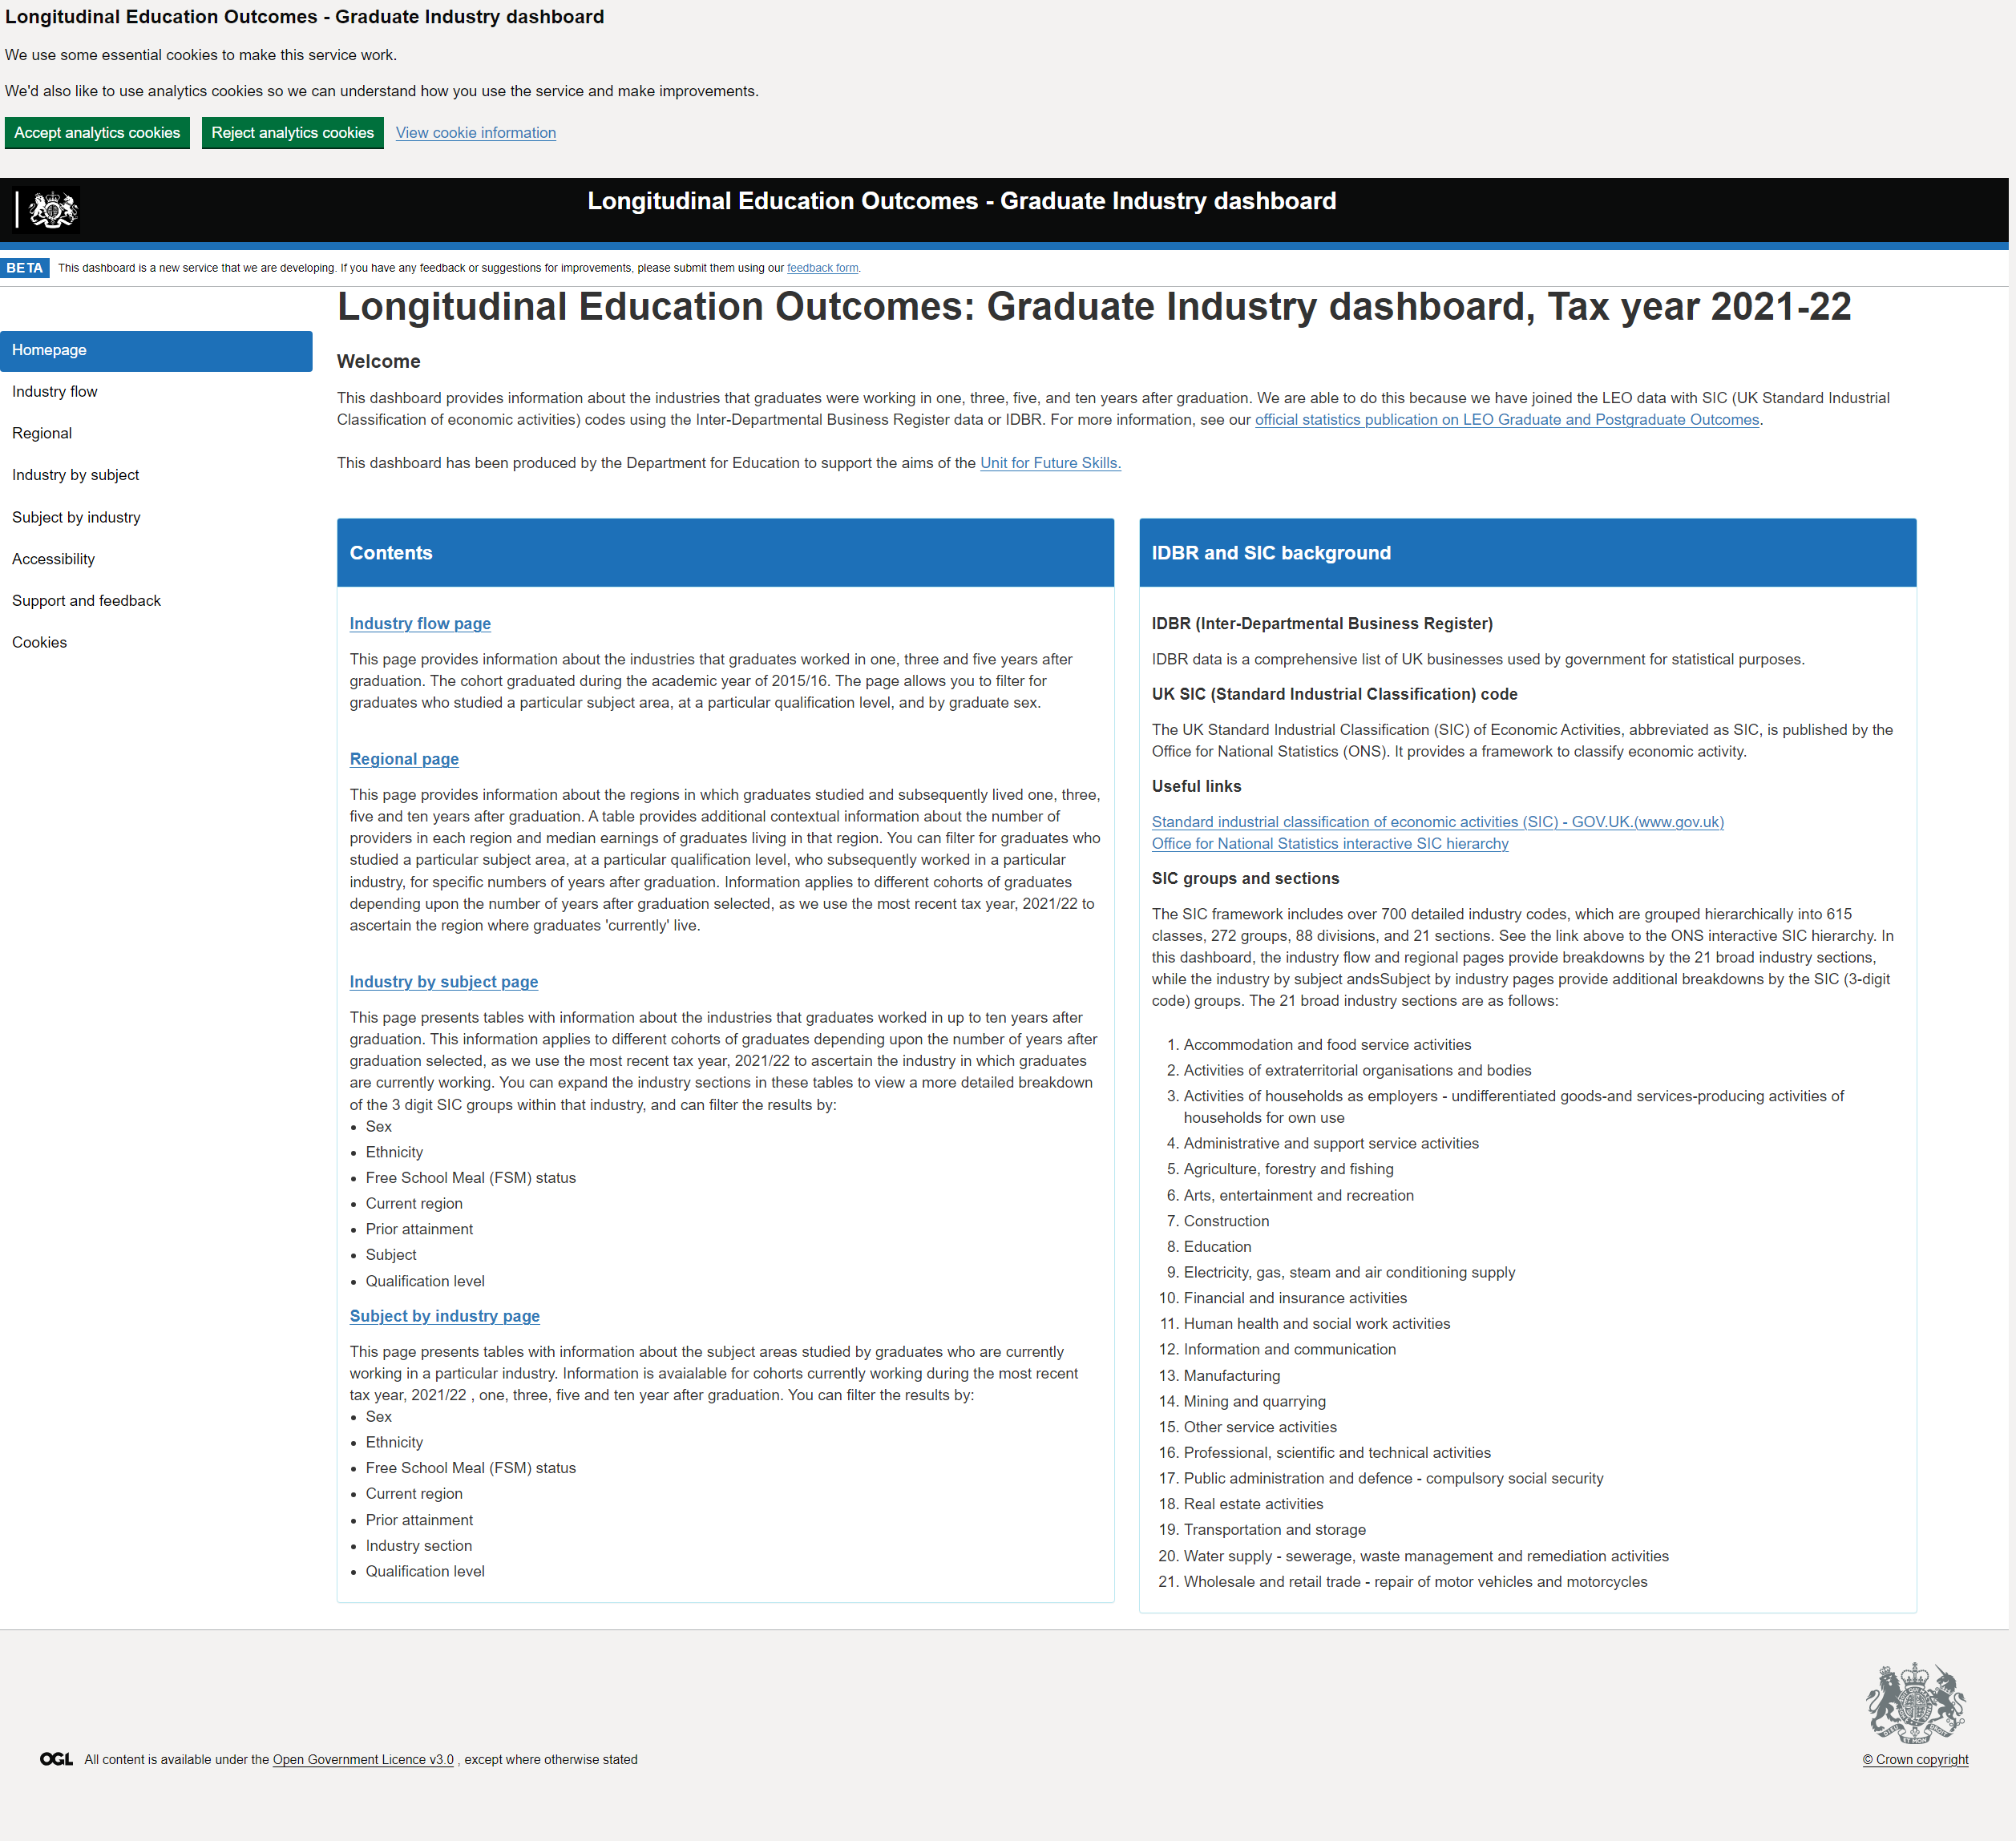 Longitudinal Education Outcomes - Graduate Industry dashboard
We use some essential cookies to make this service work.
We'd also like to use analytics cookies so we can understand how you use the service and make improvements.
Accept analytics cookies
Reject analytics cookies
View cookie information
Longitudinal Education Outcomes - Graduate Industry dashboard
BETA
This dashboard is a new service that we are developing. If you have any feedback or suggestions for improvements, please submit them using our feedback form.
Homepage
Industry flow
Regional
Industry by subject
Subject by industry
Accessibility
Support and feedback
Cookies
Longitudinal Education Outcomes: Graduate Industry dashboard, Tax year 2021-22
Welcome
This dashboard provides information about the industries that graduates were working in one, three, five, and ten years after graduation. We are able to do this because we have joined the LEO data with SIC (UK Standard Industrial
Classification of economic activities) codes using the Inter-Departmental Business Register data or IDBR. For more information, see our official statistics publication on LEO Graduate and Postgraduate Outcomes.
This dashboard has been produced by the Department for Education to support the aims of the Unit for Future Skills.
Contents
Industry flow page
This page provides information about the industries that graduates worked in one, three and five years after
graduation. The cohort graduated during the academic year of 2015/16. The page allows you to filter for
graduates who studied a particular subject area, at a particular qualification level, and by graduate sex.
Regional page
This page provides information about the regions in which graduates studied and subsequently lived one, three,
five and ten years after graduation. A table provides additional contextual information about the number of
providers in each region and median earnings of graduates living in that region. You can filter for graduates who
studied a particular subject area, at a particular qualification level, who subsequently worked in a particular
industry, for specific numbers of years after graduation. Information applies to different cohorts of graduates
depending upon the number of years after graduation selected, as we use the most recent tax year, 2021/22 to
ascertain the region where graduates 'currently' live.
Industry by subject page
This page presents tables with information about the industries that graduates worked in up to ten years after
graduation. This information applies to different cohorts of graduates depending upon the number of years after
graduation selected, as we use the most recent tax year, 2021/22 to ascertain the industry in which graduates
are currently working. You can expand the industry sections in these tables to view a more detailed breakdown
of the 3 digit SIC groups within that industry, and can filter the results by:
• Sex
• Ethnicity
• Free School Meal (FSM) status
• Current region
• Prior attainment
• Subject
• Qualification level
Subject by industry page
This page presents tables with information about the subject areas studied by graduates who are currently
working in a particular industry. Information is avaialable for cohorts currently working during the most recent
tax year, 2021/22 , one, three, five and ten year after graduation. You can filter the results by:
• Sex
• Ethnicity
• Free School Meal (FSM) status
• Current region
• Prior attainment
• Industry section
• Qualification level
IDBR and SIC background
IDBR (Inter-Departmental Business Register)
IDBR data is a comprehensive list of UK businesses used by government for statistical purposes.
UK SIC (Standard Industrial Classification) code
The UK Standard Industrial Classification (SIC) of Economic Activities, abbreviated as SIC, is published by the
Office for National Statistics (ONS). It provides a framework to classify economic activity.
Useful links
Standard industrial classification of economic activities (SIC) - GOV.UK.(www.gov.uk)
Office for National Statistics interactive SIC hierarchy
SIC groups and sections
The SIC framework includes over 700 detailed industry codes, which are grouped hierarchically into 615
classes, 272 groups, 88 divisions, and 21 sections. See the link above to the ONS interactive SIC hierarchy. In
this dashboard, the industry flow and regional pages provide breakdowns by the 21 broad industry sections,
while the industry by subject andsSubject by industry pages provide additional breakdowns by the SIC (3-digit
code) groups. The 21 broad industry sections are as follows:
1. Accommodation and food service activities
2. Activities of extraterritorial organisations and bodies
3. Activities of households as employers - undifferentiated goods-and services-producing activities of
households for own use
4. Administrative and support service activities
5. Agriculture, forestry and fishing
6. Arts, entertainment and recreation
7. Construction
8. Education
9. Electricity, gas, steam and air conditioning supply
10. Financial and insurance activities
11. Human health and social work activities
12. Information and communication
13. Manufacturing
14. Mining and quarrying
15. Other service activities
16. Professional, scientific and technical activities
17. Public administration and defence - compulsory social security
18. Real estate activities
19. Transportation and storage
20. Water supply - sewerage, waste management and remediation activities
21. Wholesale and retail trade - repair of motor vehicles and motorcycles
OGL All content is available under the Open Government Licence v3.0 , except where otherwise stated
© Crown copyright